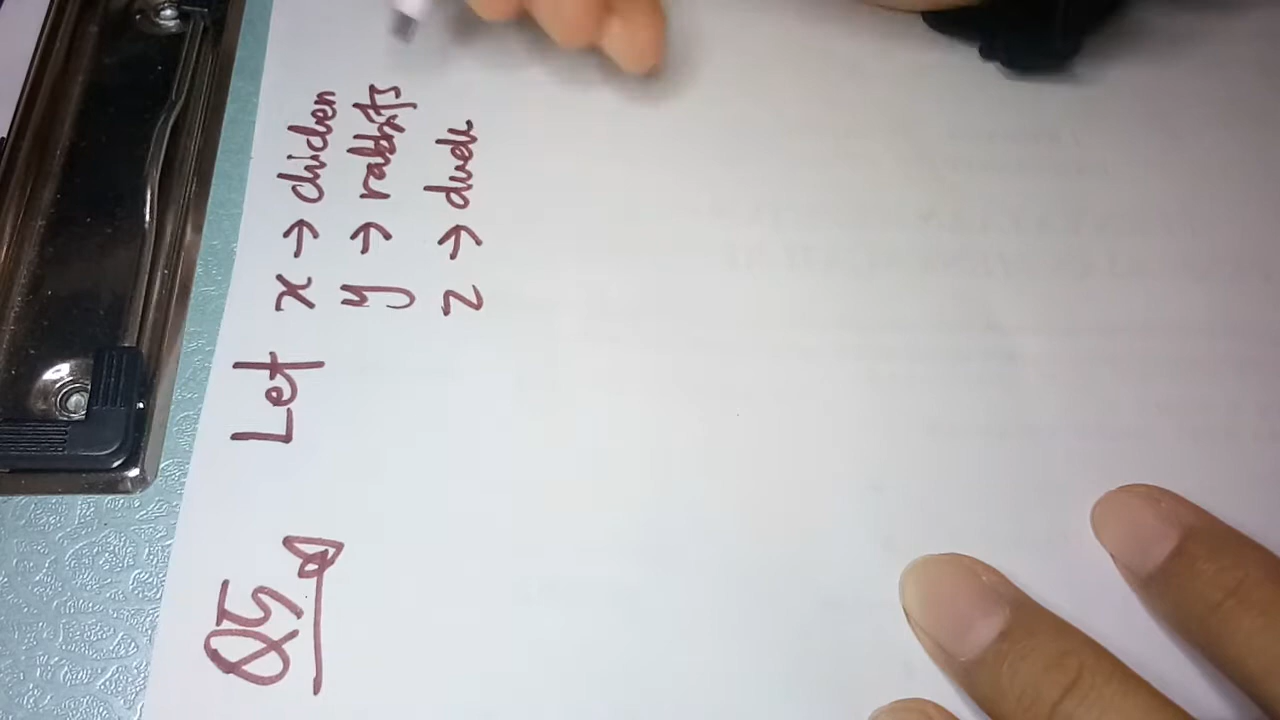 Q5 Let x → chicken
y → rabbits
z → duck